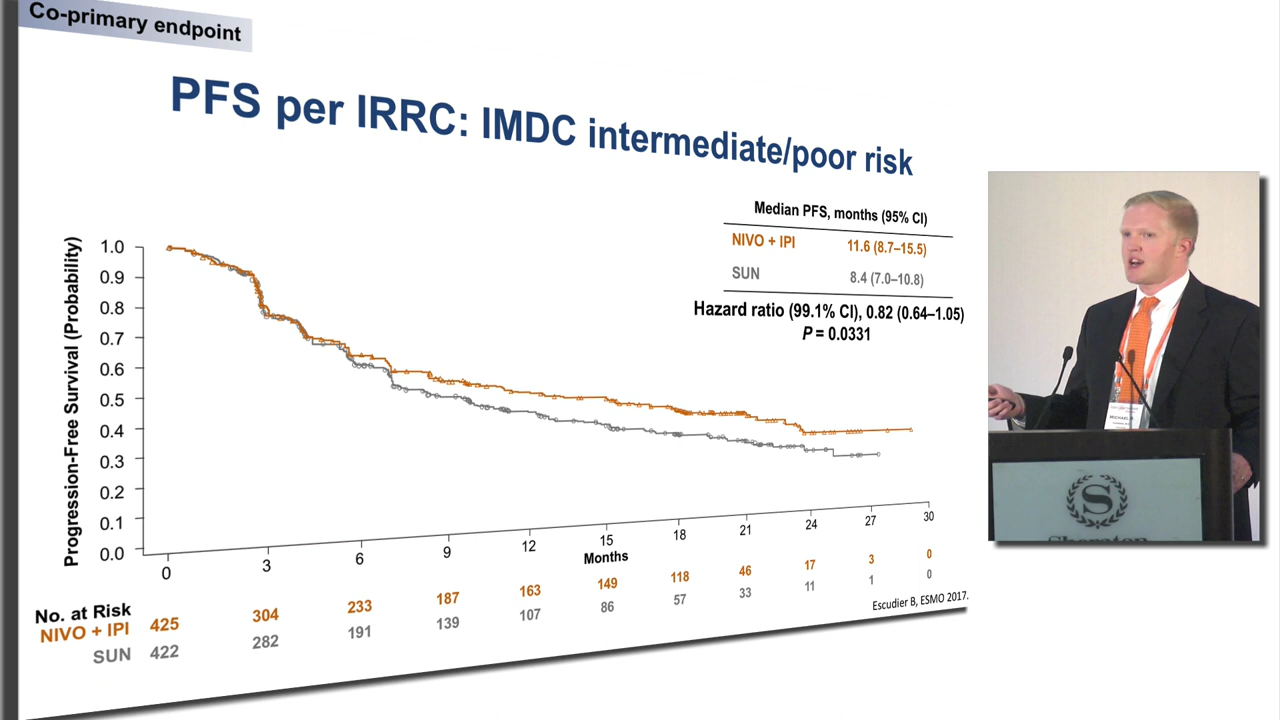 Co-primary endpoint
PFS per IRRC: IMDC intermediate/poor risk
Median PFS, months (95% CI)
NIVO + IPI 11.6 (8.7–15.5)
SUN 8.4 (7.0–10.8)
Hazard ratio (99.1% CI), 0.82 (0.64–1.05)
P = 0.0331
Progression-Free Survival (Probability)
1.0
0.9
0.8
0.7
0.6
0.5
0.4
0.3
0.2
0.1
0.0
0 3 6 9 12 15 18 21 24 27 30
Months
No. at Risk
NIVO + IPI 425 304 233 187 163 149 118 46 17 3 0
SUN 422 282 191 139 107 86 57 33 11 1 0
Escudier B, ESMO 2017.
MICHAEL
S
Sheraton